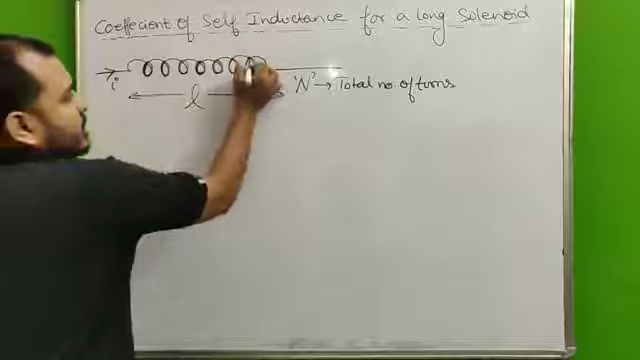 Coefficient of Self Inductance for a long Solenoid
i
l
'N' → Total no. of turns